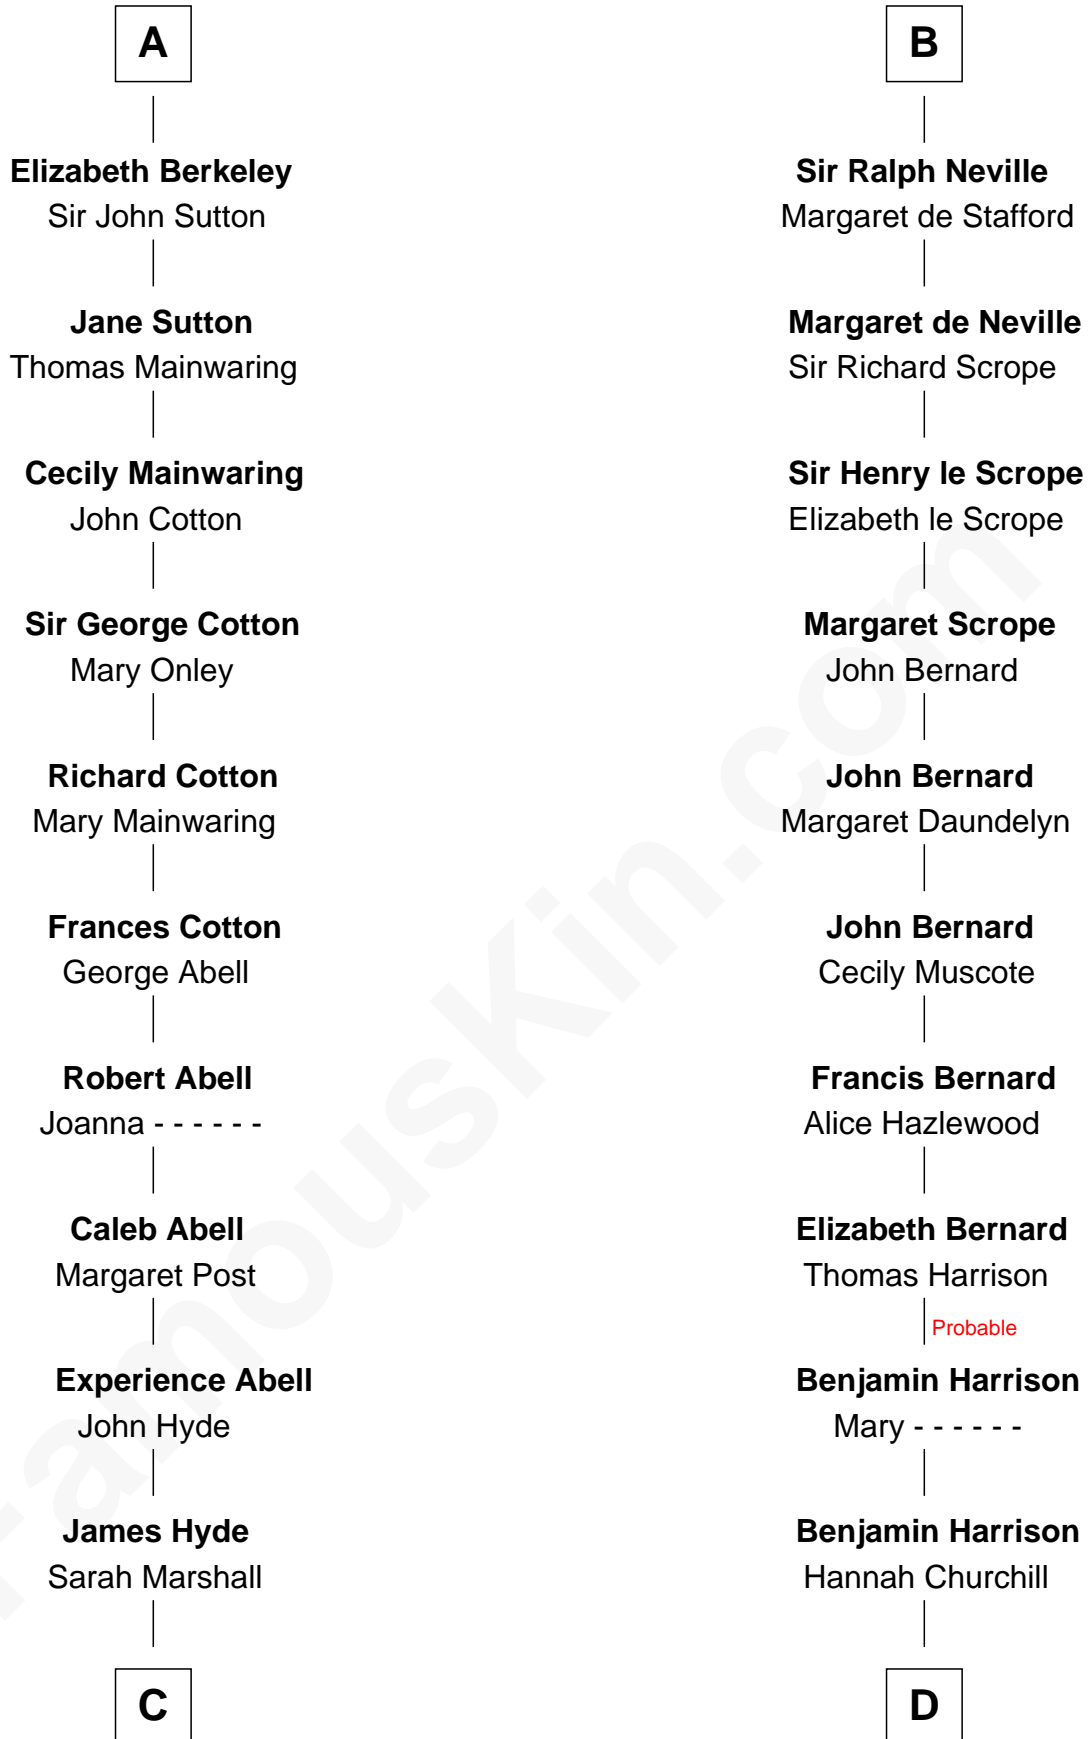 A
Elizabeth Berkeley
Sir John Sutton
Jane Sutton
Thomas Mainwaring
Cecily Mainwaring
John Cotton
Sir George Cotton
Mary Onley
Richard Cotton
Mary Mainwaring
Frances Cotton
George Abell
Robert Abell
Joanna - - - - - -
Caleb Abell
Margaret Post
Experience Abell
John Hyde
James Hyde
Sarah Marshall
C
B
Sir Ralph Neville
Margaret de Stafford
Margaret de Neville
Sir Richard Scrope
Sir Henry le Scrope
Elizabeth le Scrope
Margaret Scrope
John Bernard
John Bernard
Margaret Daundelyn
John Bernard
Cecily Muscote
Francis Bernard
Alice Hazlewood
Elizabeth Bernard
Thomas Harrison
Probable
Benjamin Harrison
Mary - - - - - -
Benjamin Harrison
Hannah Churchill
D
FamousKin.com